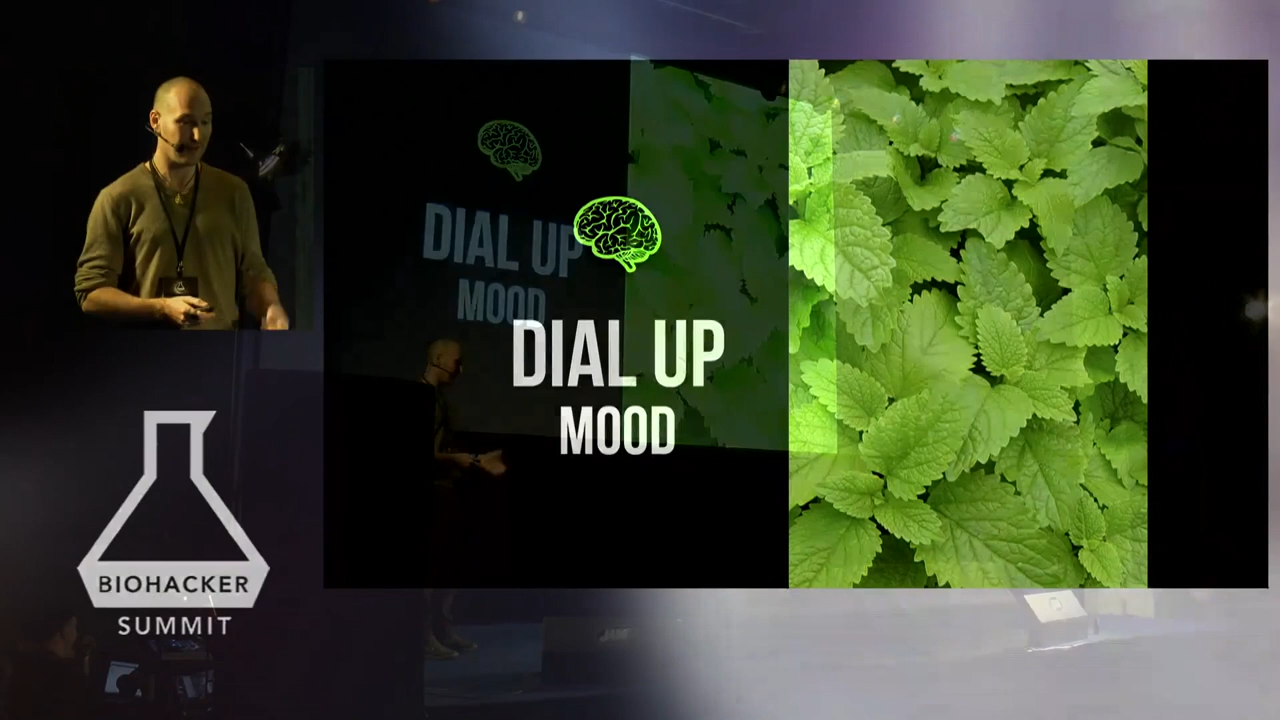 DIAL UP
MOOD
DIAL UP
MOOD
BIOHACKER
SUMMIT